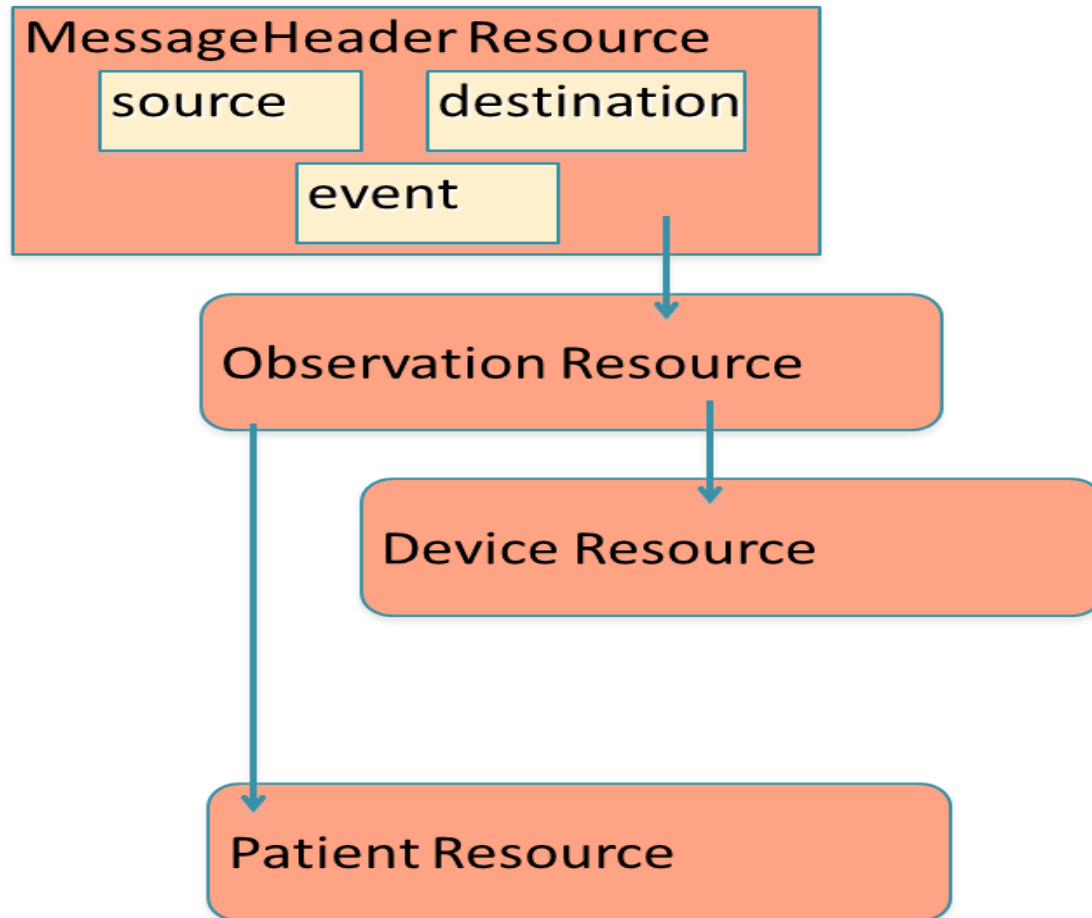 MessageHeader Resource
source
destination
event
Observation Resource
Device Resource
Patient Resource